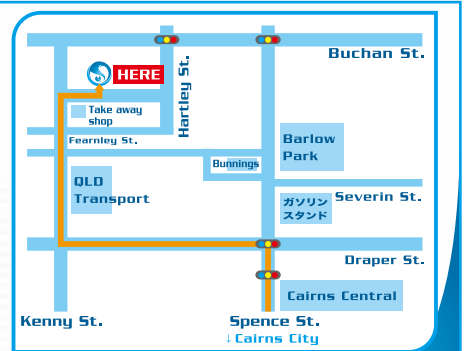 Buchan St.
HERE
Hartley St.
Take away
shop
Fearnley St.
Barlow
Park
Bunnings
QLD
Transport
ガソリン
スタンド
Severin St.
Draper St.
Cairns Central
Kenny St.
Spence St.
↓Cairns City